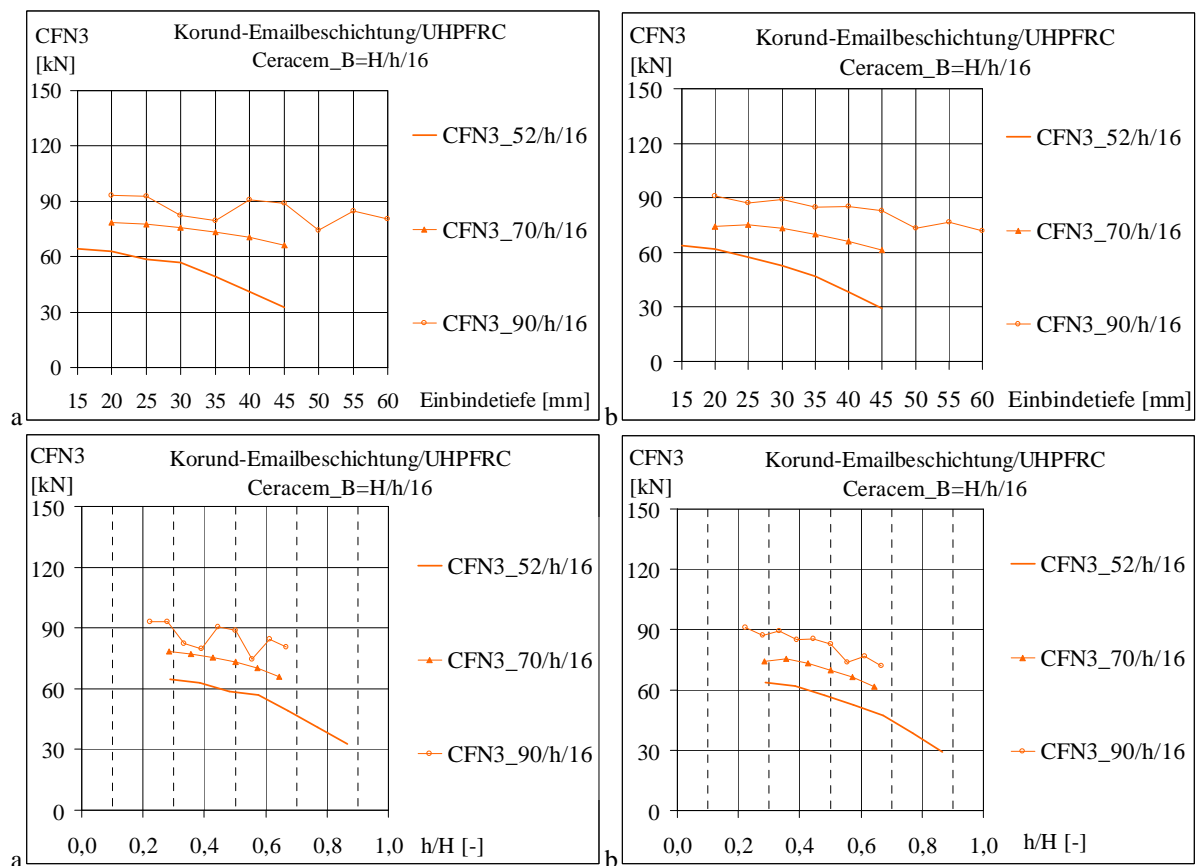 CFN3
[kN]
Korund-Emailbeschichtung/UHPFRC
Ceracem_B=H/h/16
150
120
90
60
30
0
15 20 25 30 35 40 45 50 55 60 Einbindetiefe [mm]
CFN3_52/h/16
CFN3_70/h/16
CFN3_90/h/16
a
CFN3
[kN]
Korund-Emailbeschichtung/UHPFRC
Ceracem_B=H/h/16
150
120
90
60
30
0
15 20 25 30 35 40 45 50 55 60 Einbindetiefe [mm]
CFN3_52/h/16
CFN3_70/h/16
CFN3_90/h/16
b
CFN3
[kN]
Korund-Emailbeschichtung/UHPFRC
Ceracem_B=H/h/16
150
120
90
60
30
0
0,0 0,2 0,4 0,6 0,8 1,0 h/H [-]
CFN3_52/h/16
CFN3_70/h/16
CFN3_90/h/16
a
CFN3
[kN]
Korund-Emailbeschichtung/UHPFRC
Ceracem_B=H/h/16
150
120
90
60
30
0
0,0 0,2 0,4 0,6 0,8 1,0 h/H [-]
CFN3_52/h/16
CFN3_70/h/16
CFN3_90/h/16
b